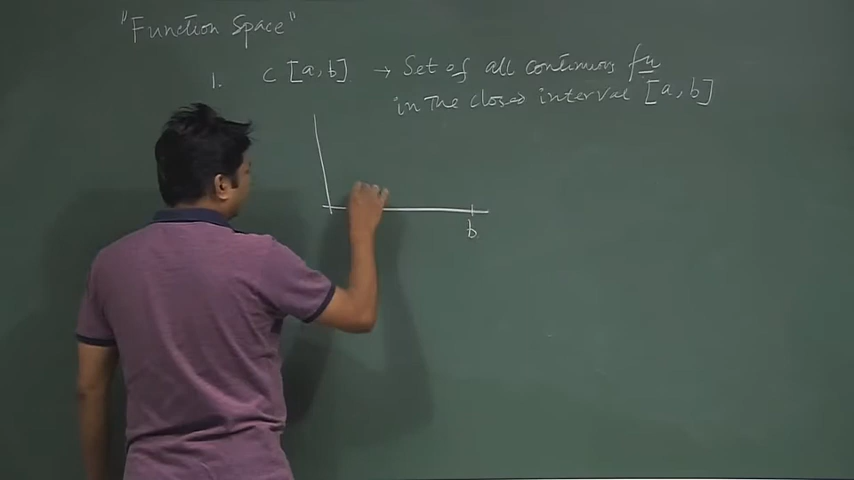 "Function Space"
1. C [a, b] → Set of all continuous fn
in the closed interval [a, b]
b